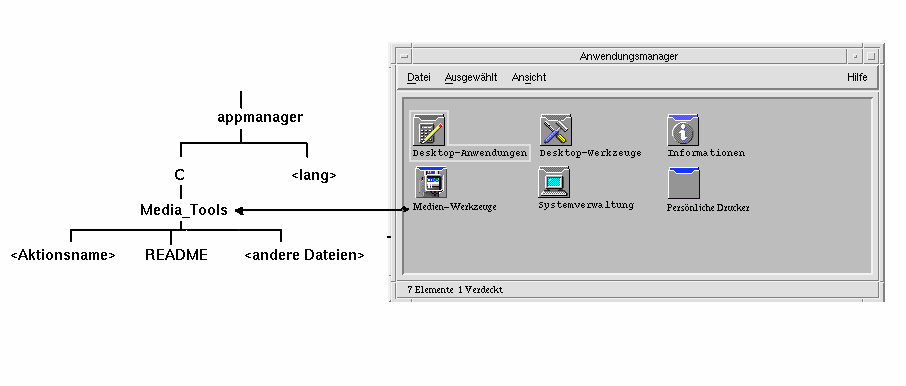 appmanager
C
<lang>
Media_Tools
<Aktionsname>
README
<andere Dateien>
Anwendungsmanager
Datei Ausgewählt Ansicht Hilfe
Desktop-Anwendungen
Desktop-Werkzeuge
Informationen
Medien-Werkzeuge
Systemverwaltung
Persönliche Drucker
7 Elemente 1 Verdeckt